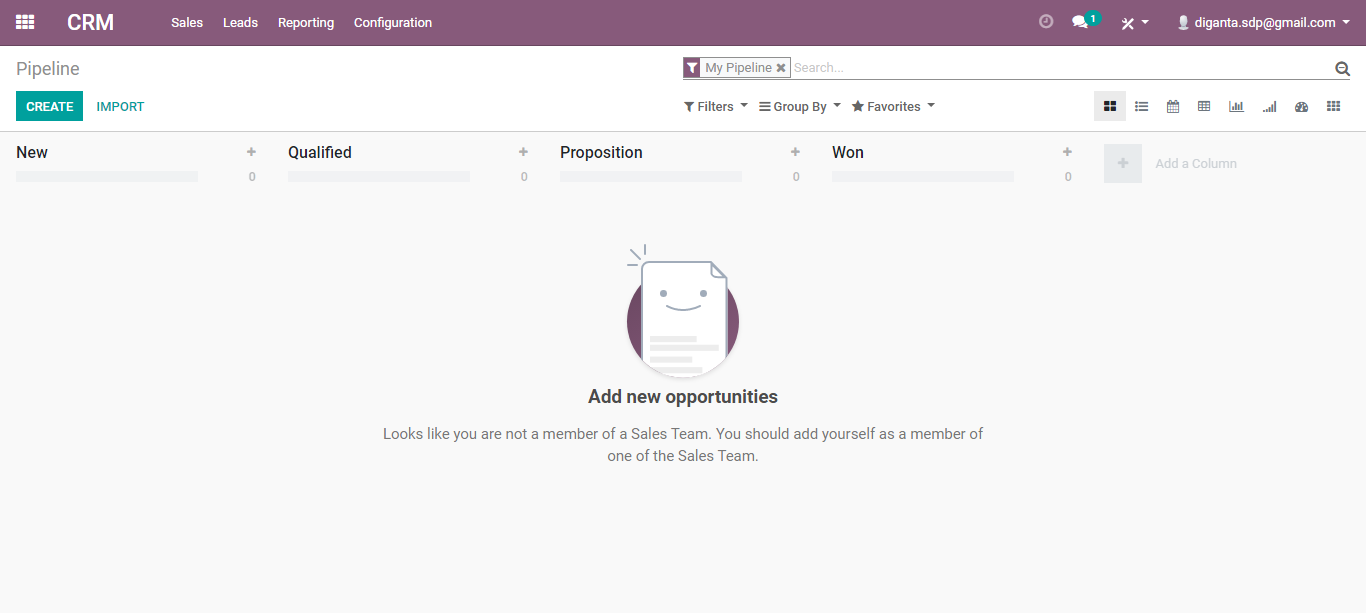 CRM Sales Leads Reporting Configuration 1 diganta.sdp@gmail.com
Pipeline My Pipeline Search...
CREATE IMPORT Filters Group By Favorites
New Qualified Proposition Won Add a Column
0 0 0 0
Add new opportunities
Looks like you are not a member of a Sales Team. You should add yourself as a member of
one of the Sales Team.